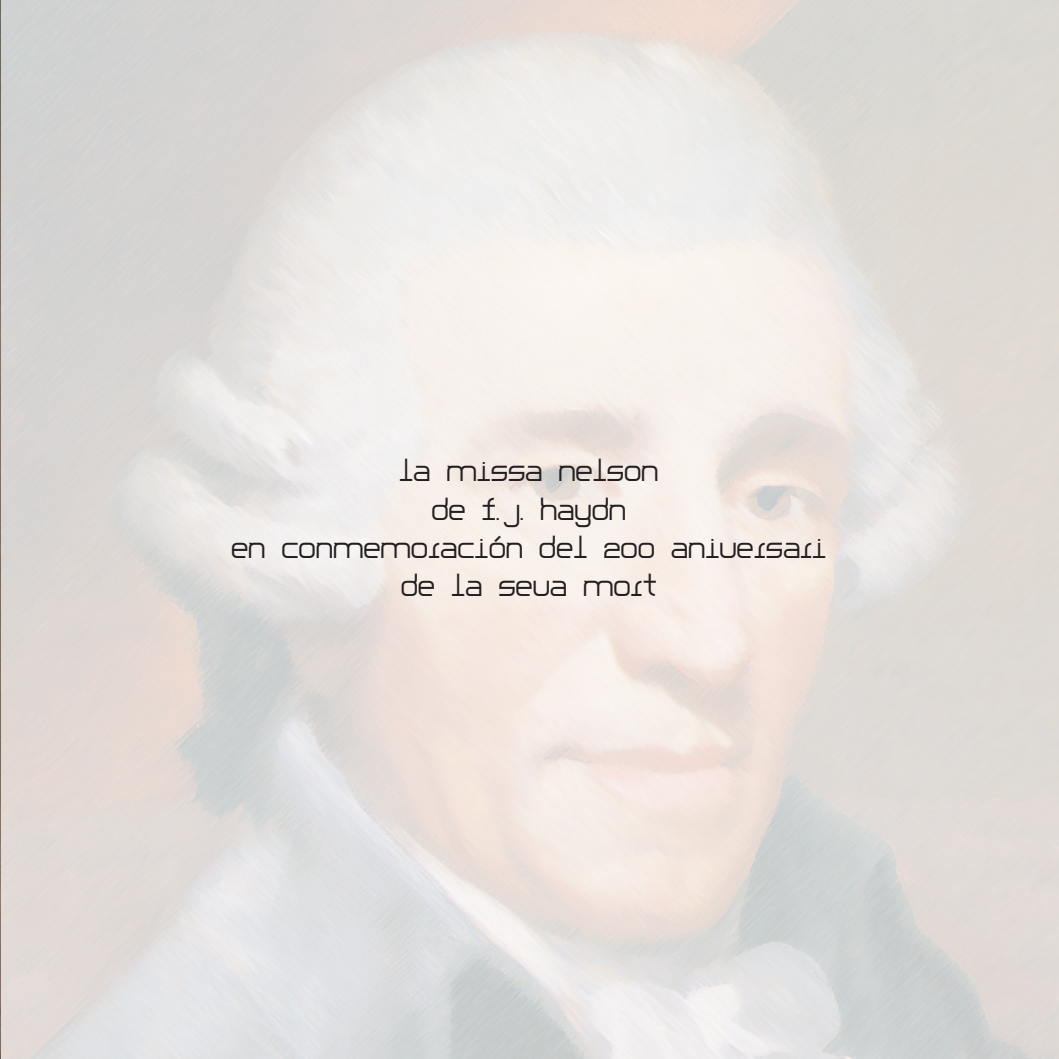 la missa nelson
de f. j. haydn
en conmemoración del 200 aniversari
de la seua mort